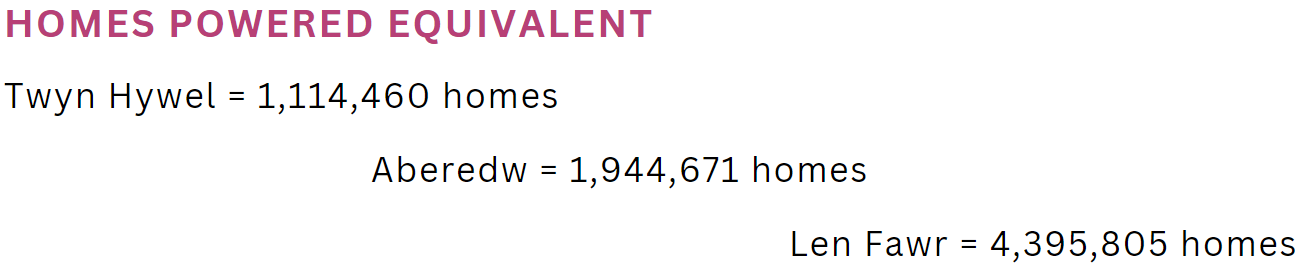 HOMES POWERED EQUIVALENT
Twyn Hywel = 1,114,460 homes
Aberedw = 1,944,671 homes
Len Fawr = 4,395,805 homes